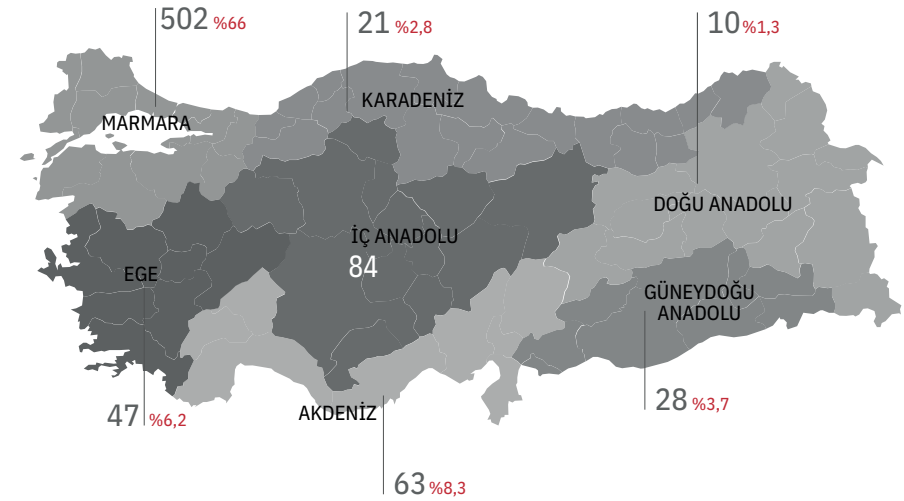 502 %66
21 %2,8
10 %1,3
KARADENİZ
MARMARA
DOĞU ANADOLU
İÇ ANADOLU
84
EGE
GÜNEYDOĞU
ANADOLU
28 %3,7
47 %6,2
AKDENİZ
63 %8,3